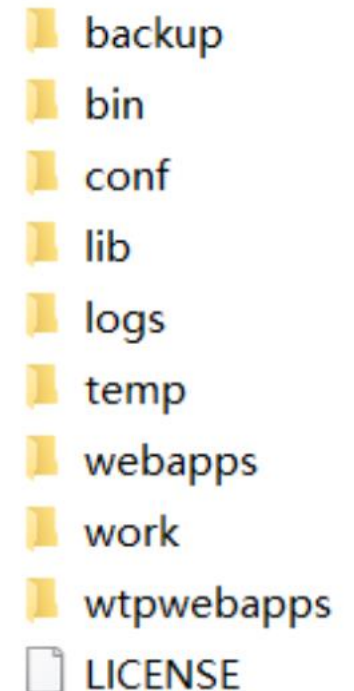 backup
bin
conf
lib
logs
temp
webapps
work
wtpwebapps
LICENSE